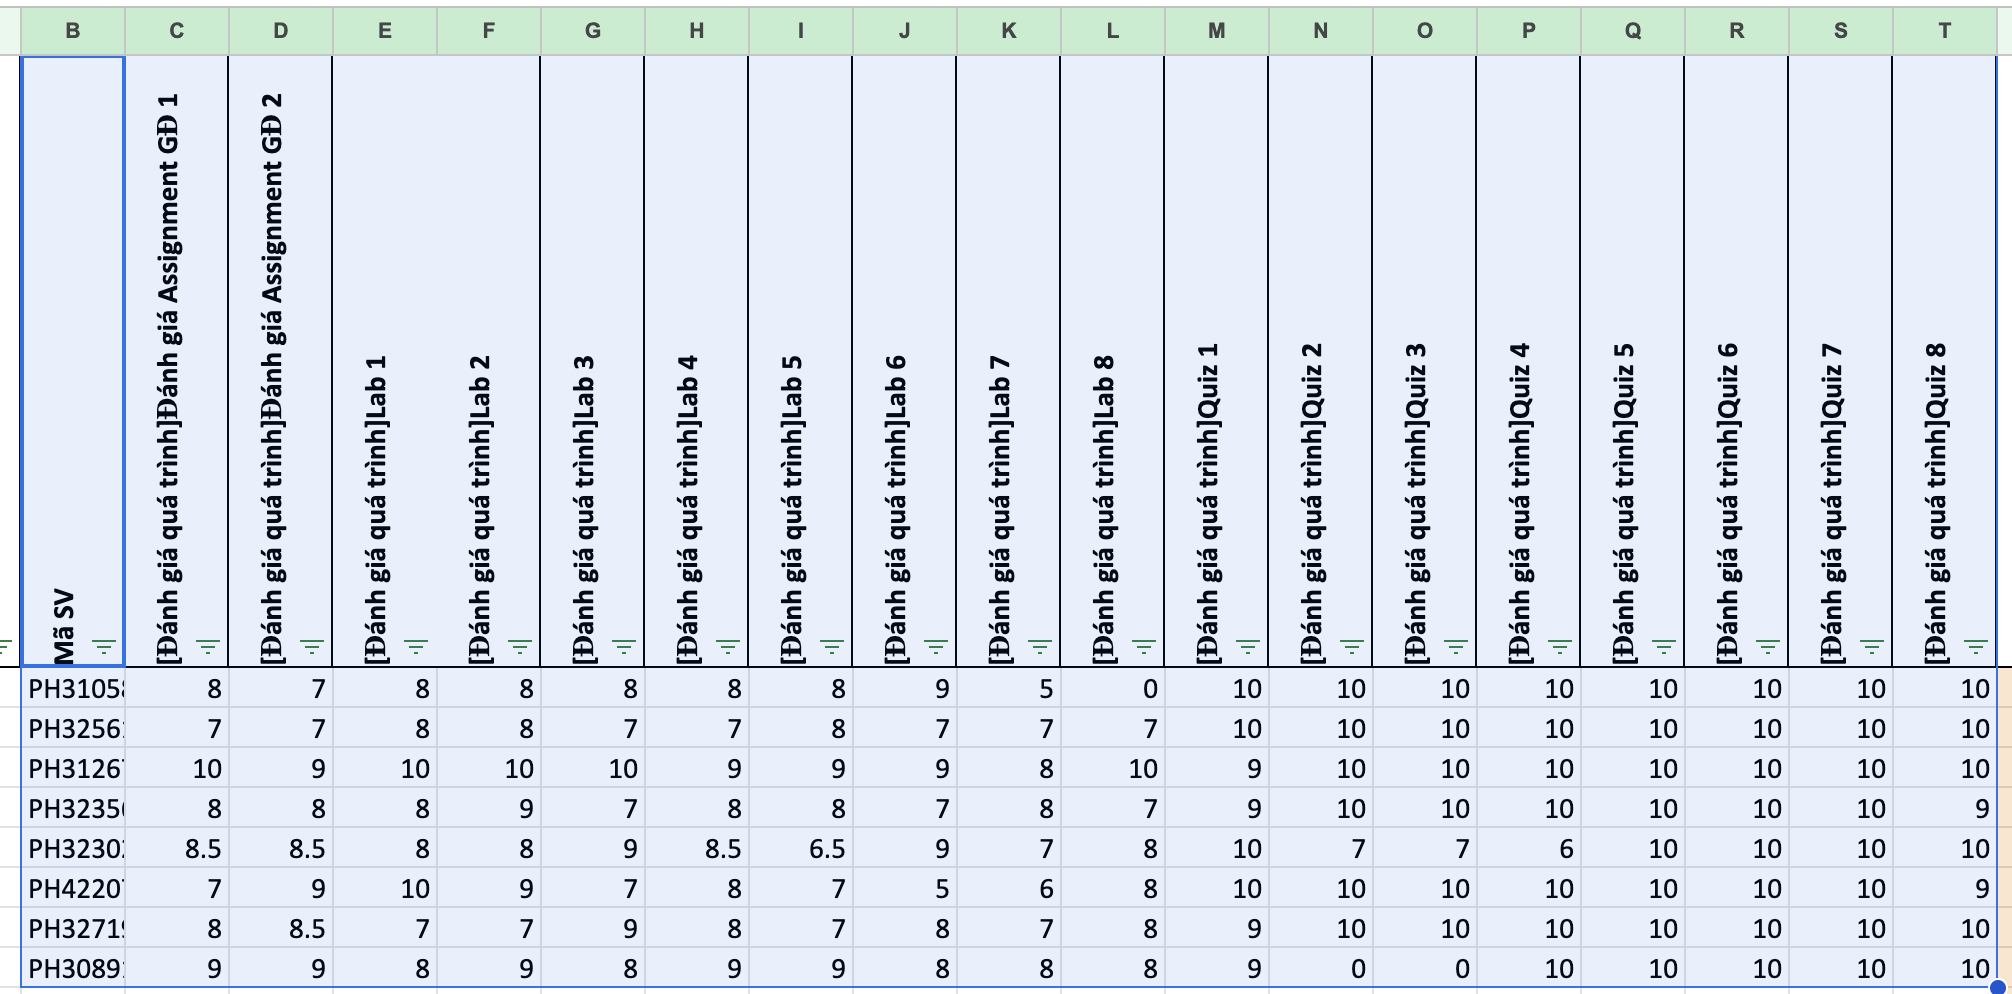 B C D E F G H I J K L M N O P Q R S T
Mã SV
[Đánh giá quá trình]Đánh giá Assignment GĐ 1
[Đánh giá quá trình]Đánh giá Assignment GĐ 2
[Đánh giá quá trình]Lab 1
[Đánh giá quá trình]Lab 2
[Đánh giá quá trình]Lab 3
[Đánh giá quá trình]Lab 4
[Đánh giá quá trình]Lab 5
[Đánh giá quá trình]Lab 6
[Đánh giá quá trình]Lab 7
[Đánh giá quá trình]Lab 8
[Đánh giá quá trình]Quiz 1
[Đánh giá quá trình]Quiz 2
[Đánh giá quá trình]Quiz 3
[Đánh giá quá trình]Quiz 4
[Đánh giá quá trình]Quiz 5
[Đánh giá quá trình]Quiz 6
[Đánh giá quá trình]Quiz 7
[Đánh giá quá trình]Quiz 8
PH3105 8 7 8 8 8 8 8 9 5 0 10 10 10 10 10 10 10 10
PH3256 7 7 8 8 7 7 8 7 7 7 10 10 10 10 10 10 10 10
PH3126 10 9 10 10 10 9 9 9 8 10 9 10 10 10 10 10 10 10
PH3235 8 8 8 9 7 8 8 7 8 7 9 10 10 10 10 10 10 9
PH3230 8.5 8.5 8 8 9 8.5 6.5 9 7 8 10 7 7 6 10 10 10 10
PH4220 7 9 10 9 7 8 7 5 6 8 10 10 10 10 10 10 10 9
PH3271 8 8.5 7 7 9 8 7 8 7 8 9 10 10 10 10 10 10 10
PH3089 9 9 8 9 8 9 9 8 8 8 9 0 0 10 10 10 10 10